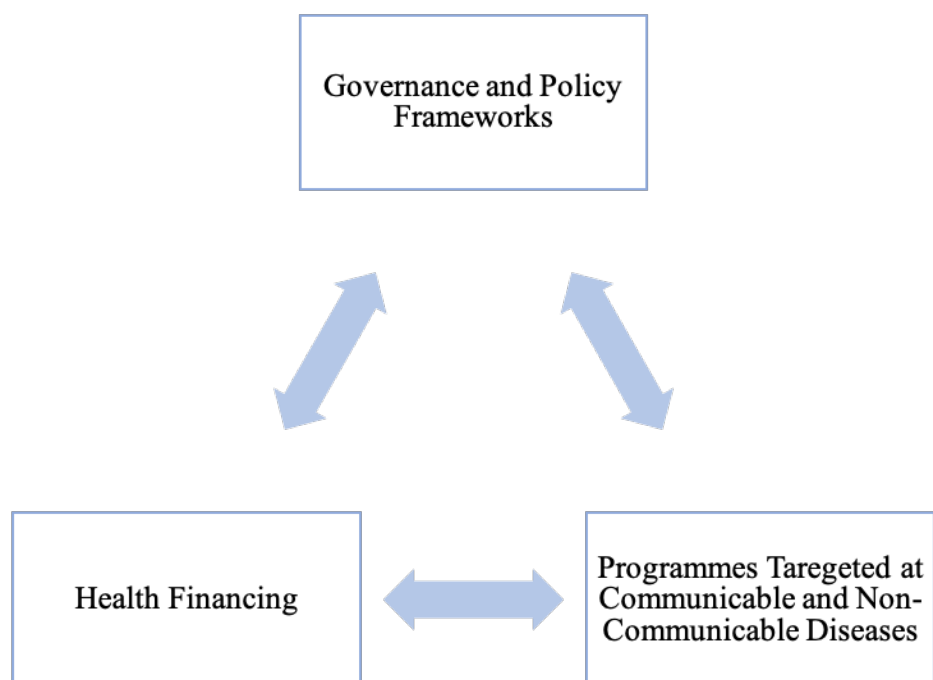 Governance and Policy
Frameworks
Health Financing
Programmes Taregeted at
Communicable and Non-
Communicable Diseases